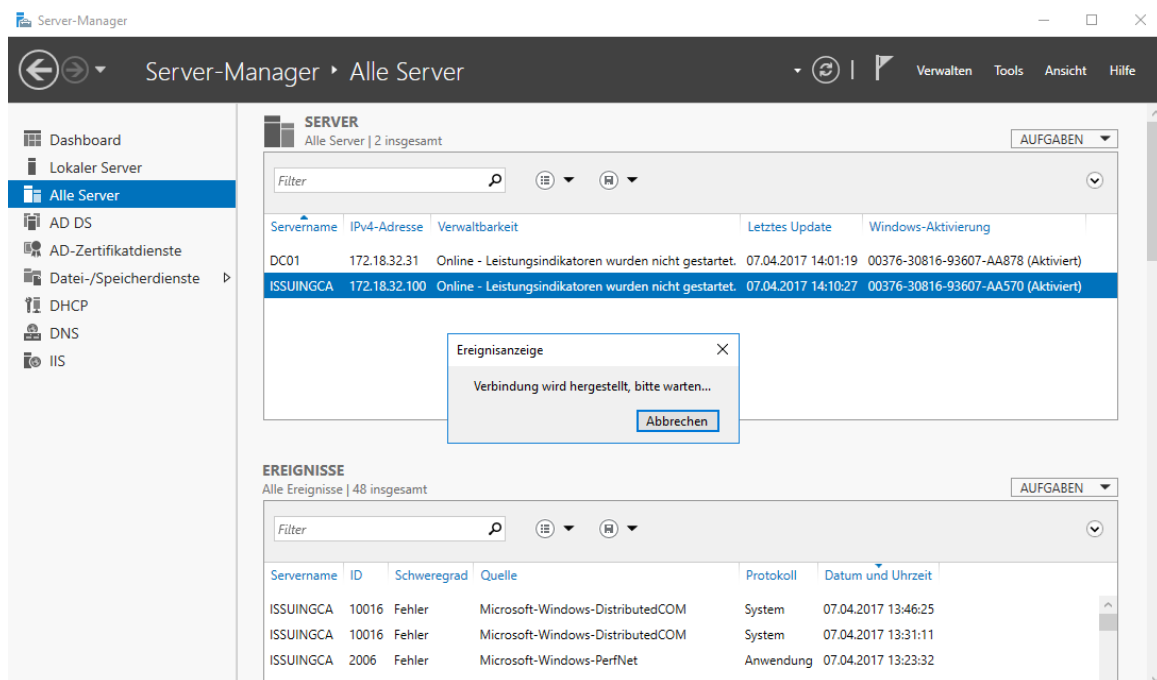 Server-Manager
Server-Manager ‣ Alle Server
Verwalten Tools Ansicht Hilfe
Dashboard
Lokaler Server
Alle Server
AD DS
AD-Zertifikatdienste
Datei-/Speicherdienste
DHCP
DNS
IIS
SERVER
Alle Server | 2 insgesamt
AUFGABEN
Filter
Servername IPv4-Adresse Verwaltbarkeit Letztes Update Windows-Aktivierung
DC01 172.18.32.31 Online - Leistungsindikatoren wurden nicht gestartet. 07.04.2017 14:01:19 00376-30816-93607-AA878 (Aktiviert)
ISSUINGCA 172.18.32.100 Online - Leistungsindikatoren wurden nicht gestartet. 07.04.2017 14:10:27 00376-30816-93607-AA570 (Aktiviert)
Ereignisanzeige
Verbindung wird hergestellt, bitte warten...
Abbrechen
EREIGNISSE
Alle Ereignisse | 48 insgesamt
AUFGABEN
Filter
Servername ID Schweregrad Quelle Protokoll Datum und Uhrzeit
ISSUINGCA 10016 Fehler Microsoft-Windows-DistributedCOM System 07.04.2017 13:46:25
ISSUINGCA 10016 Fehler Microsoft-Windows-DistributedCOM System 07.04.2017 13:31:11
ISSUINGCA 2006 Fehler Microsoft-Windows-PerfNet Anwendung 07.04.2017 13:23:32